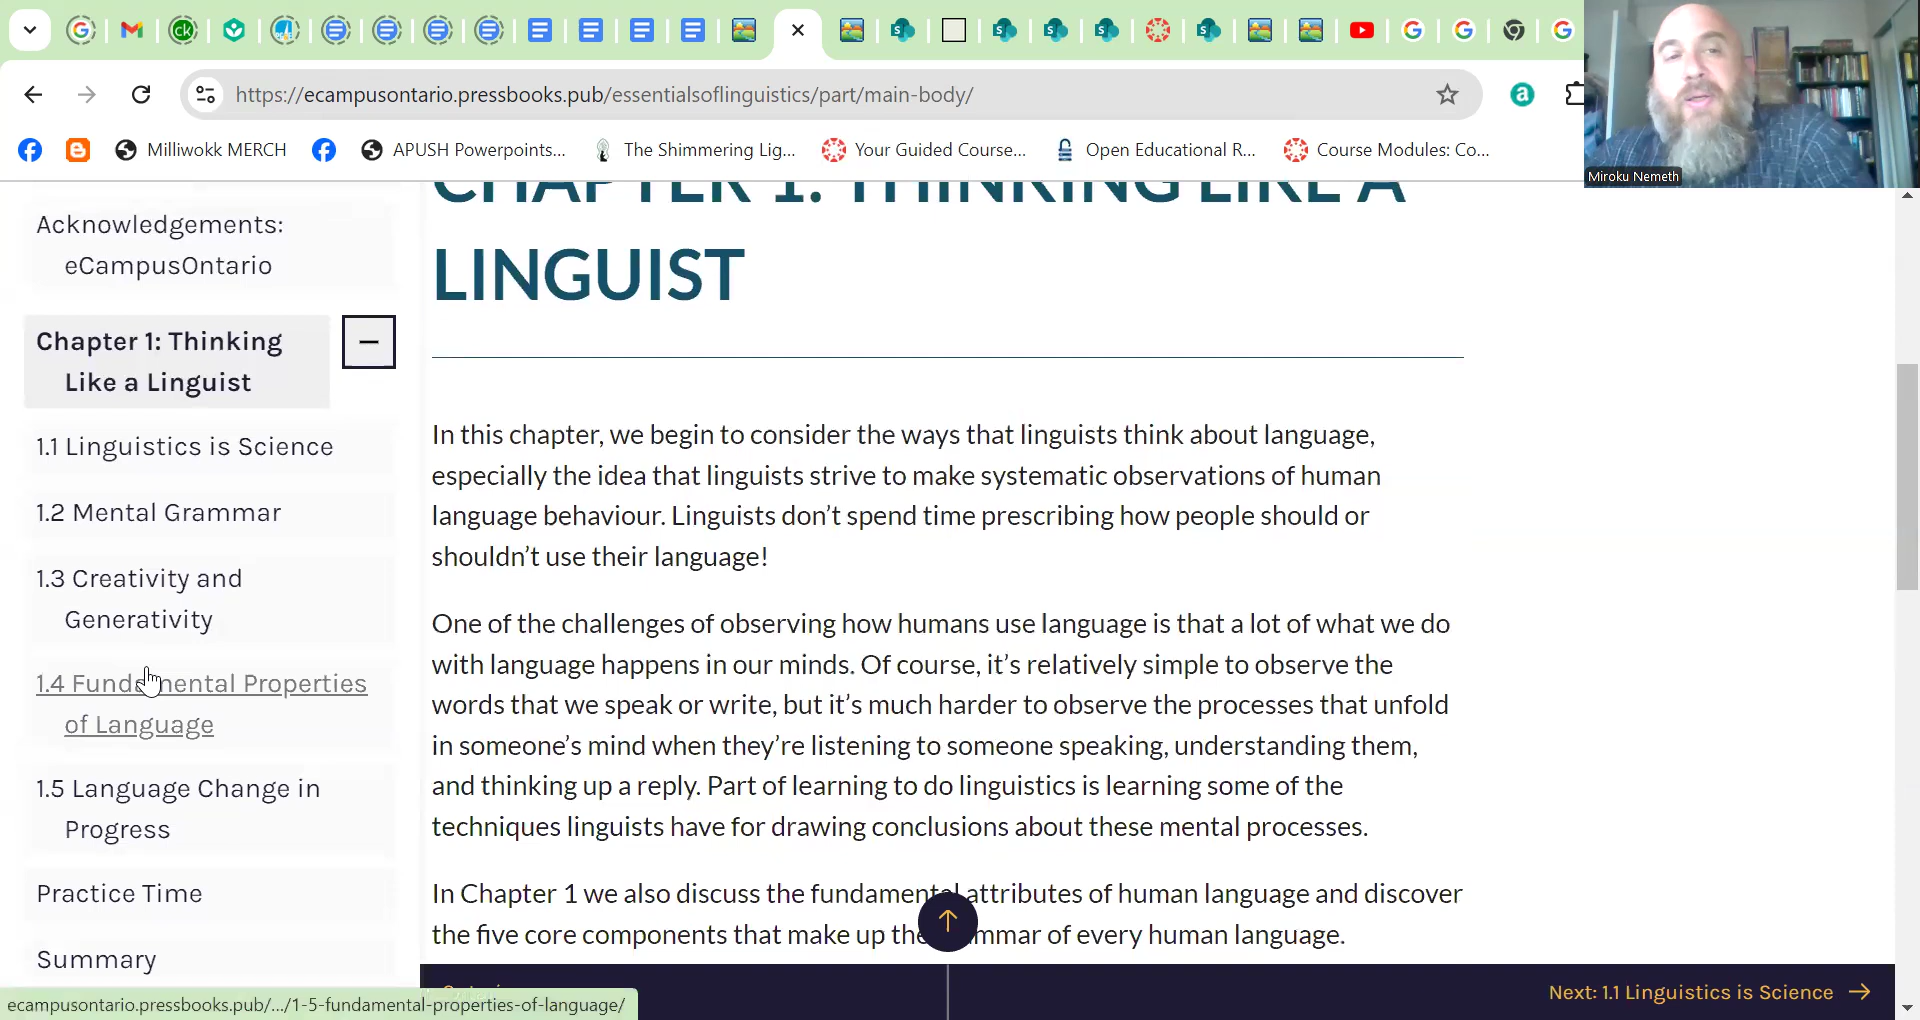 https://ecampusontario.pressbooks.pub/essentialsoflinguistics/part/main-body/
Milliwokk MERCH
APUSH Powerpoints...
The Shimmering Lig...
Your Guided Course...
Open Educational R...
Course Modules: Co...
Miroku Nemeth
Acknowledgements:
eCampusOntario
Chapter 1: Thinking
Like a Linguist
1.1 Linguistics is Science
1.2 Mental Grammar
1.3 Creativity and
Generativity
1.4 Fundamental Properties
of Language
1.5 Language Change in
Progress
Practice Time
Summary
ecampusontario.pressbooks.pub/.../1-5-fundamental-properties-of-language/
CHAPTER 1: THINKING LIKE A
LINGUIST
In this chapter, we begin to consider the ways that linguists think about language,
especially the idea that linguists strive to make systematic observations of human
language behaviour. Linguists don't spend time prescribing how people should or
shouldn't use their language!
One of the challenges of observing how humans use language is that a lot of what we do
with language happens in our minds. Of course, it's relatively simple to observe the
words that we speak or write, but it's much harder to observe the processes that unfold
in someone's mind when they're listening to someone speaking, understanding them,
and thinking up a reply. Part of learning to do linguistics is learning some of the
techniques linguists have for drawing conclusions about these mental processes.
In Chapter 1 we also discuss the fundamental attributes of human language and discover
the five core components that make up the grammar of every human language.
Next: 1.1 Linguistics is Science